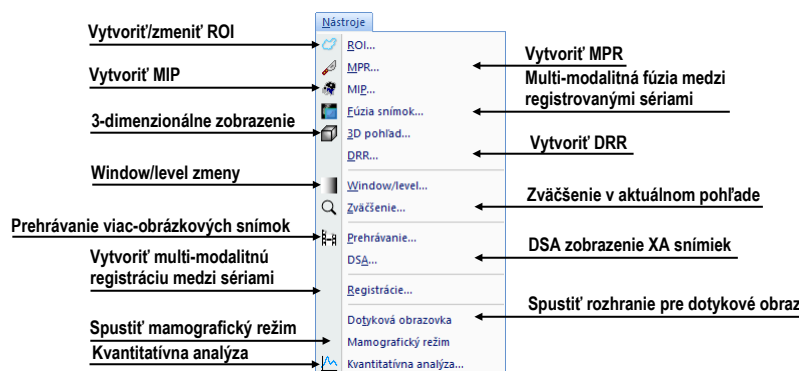 Nástroje
Vytvoriť/zmeniť ROI
ROI...
Vytvoriť MPR
MPR...
Vytvoriť MIP
MIP...
Multi-modalitná fúzia medzi
registrovanými sériami
Fúzia snímok...
3-dimenzionálne zobrazenie
3D pohľad...
Vytvoriť DRR
DRR...
Window/level zmeny
Window/level...
Zväčšenie v aktuálnom pohľade
Zväčšenie...
Prehrávanie viac-obrázkových snímok
Prehrávanie...
DSA zobrazenie XA snímiek
DSA...
Vytvoriť multi-modalitnú
registráciu medzi sériami
Registrácie...
Spustiť rozhranie pre dotykové obraz
Dotyková obrazovka
Spustiť mamografický režim
Mamografický režim
Kvantitatívna analýza
Kvantitatívna analýza...